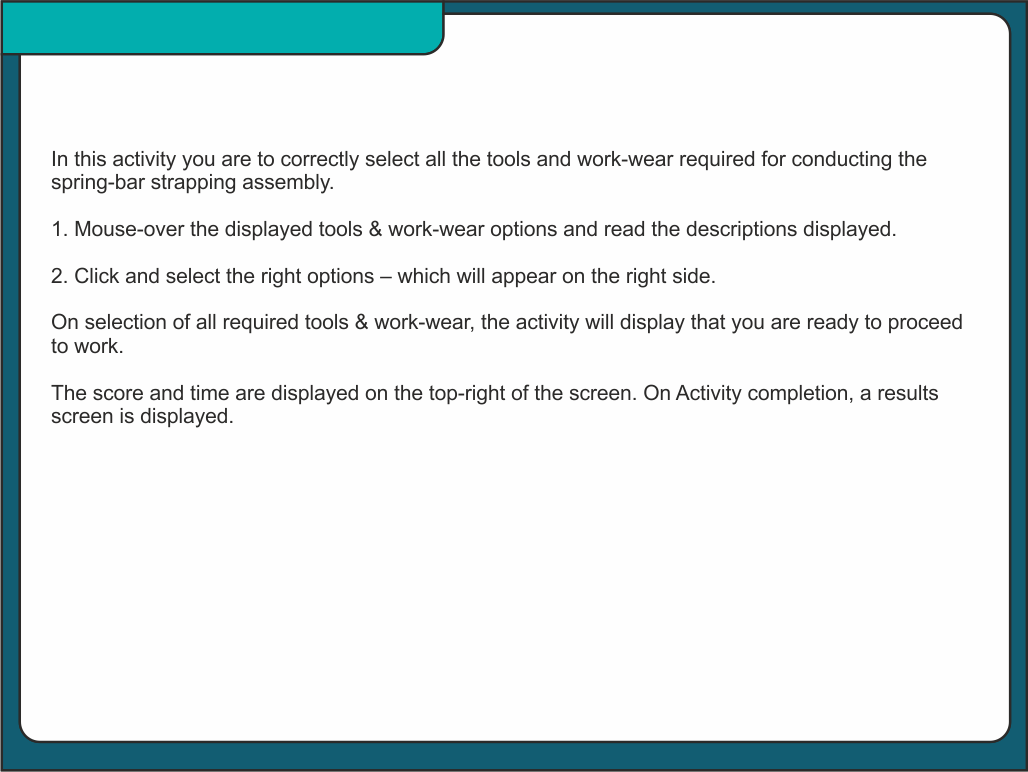 In this activity you are to correctly select all the tools and work-wear required for conducting the
spring-bar strapping assembly.
1. Mouse-over the displayed tools & work-wear options and read the descriptions displayed.
2. Click and select the right options – which will appear on the right side.
On selection of all required tools & work-wear, the activity will display that you are ready to proceed
to work.
The score and time are displayed on the top-right of the screen. On Activity completion, a results
screen is displayed.